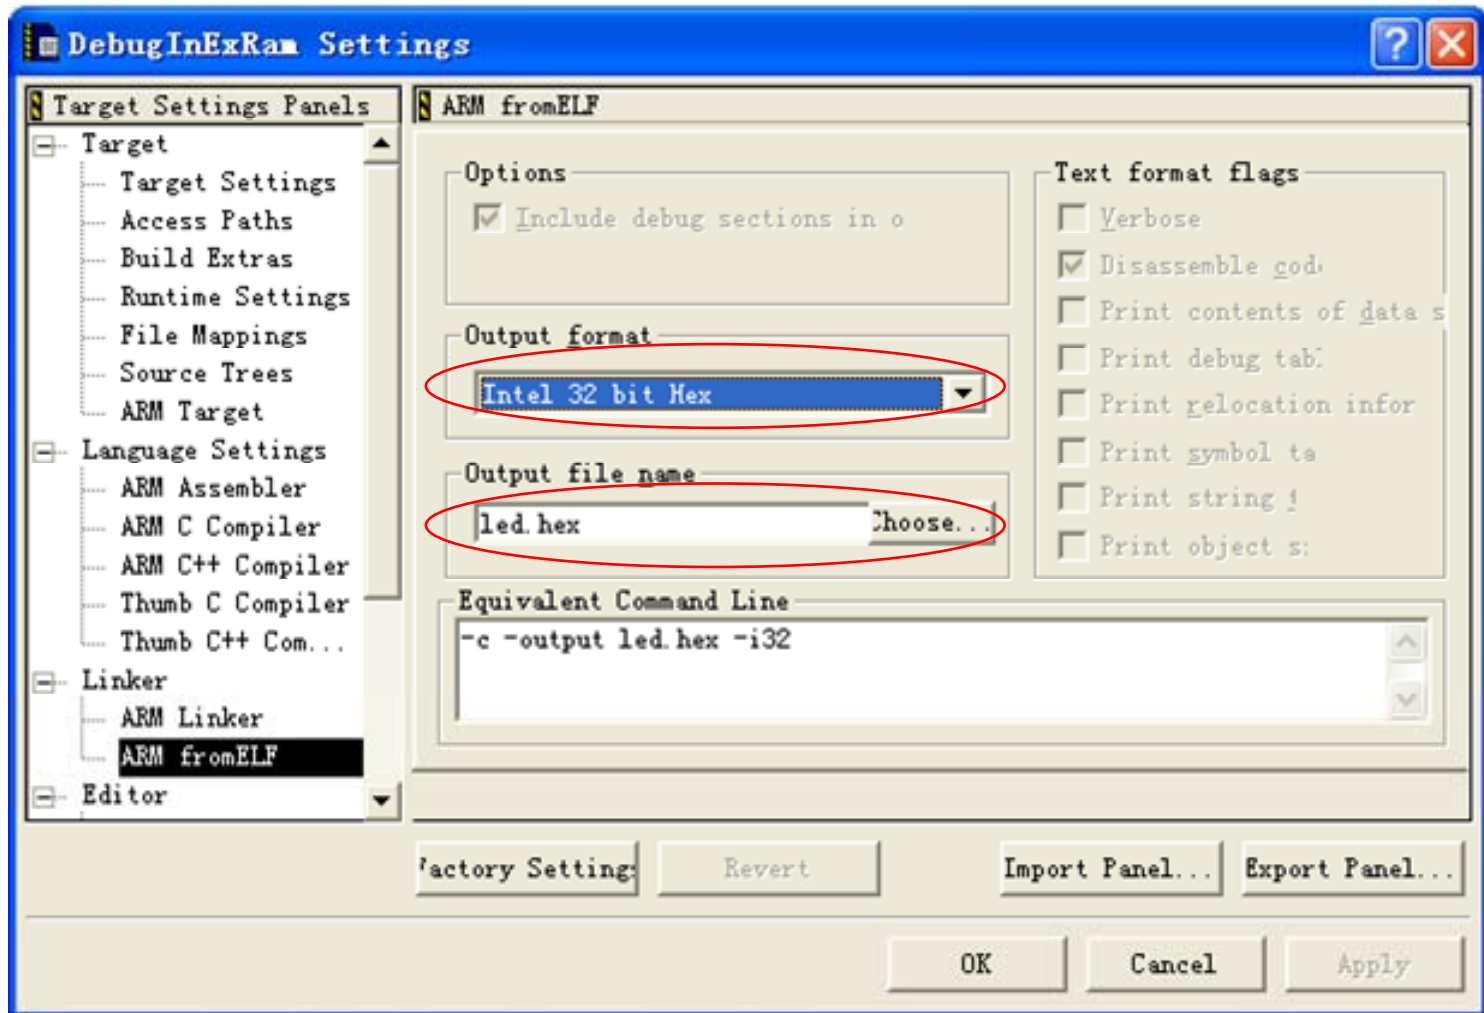 DebugInExRam Settings
Target Settings Panels
Target
Target Settings
Access Paths
Build Extras
Runtime Settings
File Mappings
Source Trees
ARM Target
Language Settings
ARM Assembler
ARM C Compiler
ARM C++ Compiler
Thumb C Compiler
Thumb C++ Com...
Linker
ARM Linker
ARM fromELF
Editor
ARM fromELF
Options
Include debug sections in o
Output format
Intel 32 bit Hex
Output file name
led.hex
Choose...
Text format flags
Verbose
Disassemble code
Print contents of data s
Print debug tab
Print relocation infor
Print symbol ta
Print string f
Print object s
Equivalent Command Line
-c -output led.hex -i32
Factory Settings
Revert
Import Panel...
Export Panel...
OK
Cancel
Apply